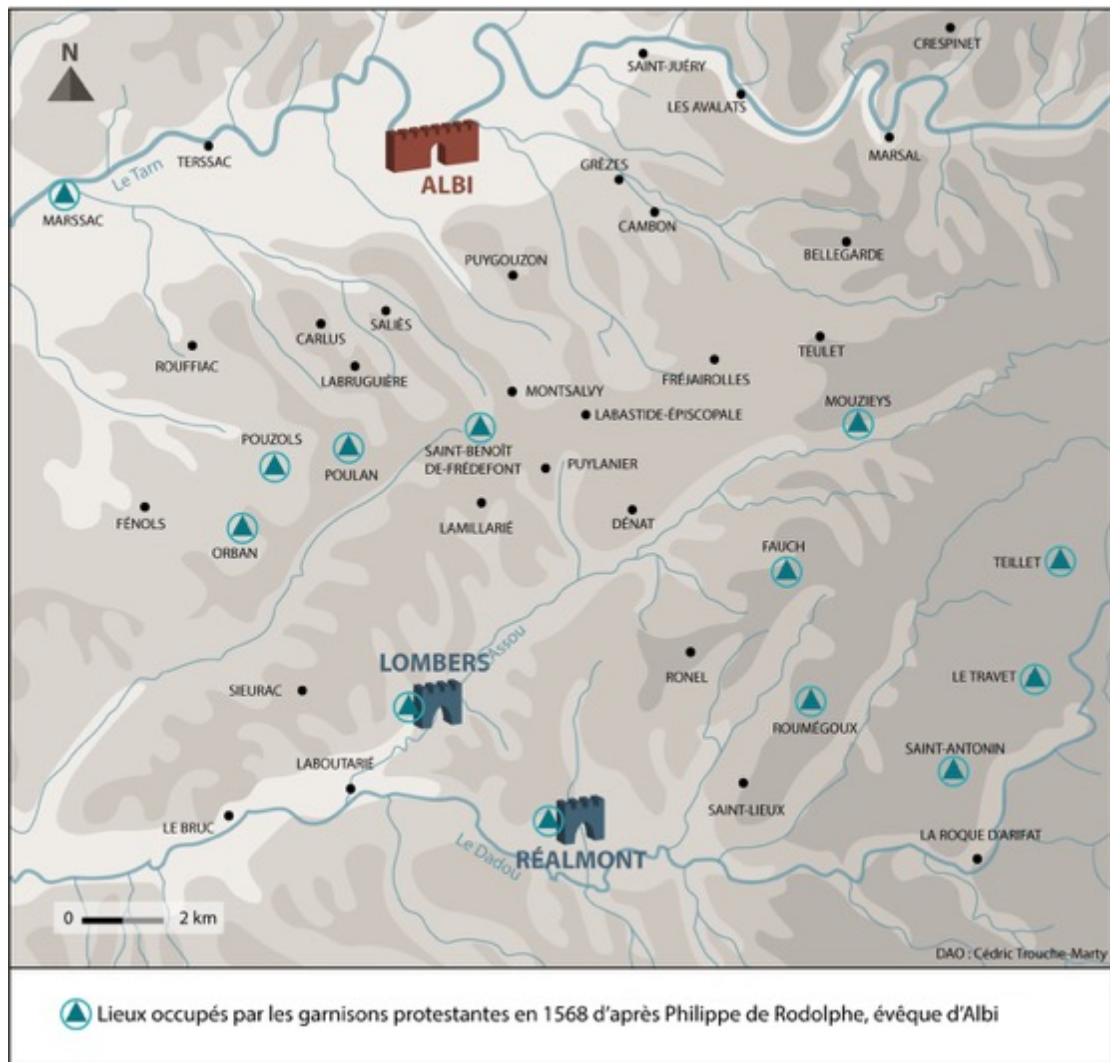 CRESPINET
N
SAINT-JUÉRY
LES AVALATS
TERSSAC
Le Tarn
ALBI
MARSAL
GRÈZES
MARSSAC
CAMBON
BELLEGARDE
PUYGOUZON
SALIÈS
CARLUS
ROUFFIAC
LABRUGUIÈRE
TEULET
FRÉJAIROLLES
MONTSALVY
MOUZIEYS
LABASTIDE-ÉPISCOPALE
POUZOLS
POULAN
SAINT-BENOÎT
DE-FRÉDEFONT
PUYLANIER
FÉNOLS
ORBAN
LAMILLARIÉ
DÉNAT
FAUCH
TEILLET
L'Assou
LOMBERS
SIEURAC
RONEL
LE TRAVET
ROUMÉGOUX
SAINT-ANTONIN
LABOUTARIÉ
SAINT-LIEUX
LE BRUC
Le Dadou
RÉALMONT
LA ROQUE D'ARIFAT
0 2 km
DAO : Cédric Trouche-Marty
Lieux occupés par les garnisons protestantes en 1568 d'après Philippe de Rodolphe, évêque d'Albi